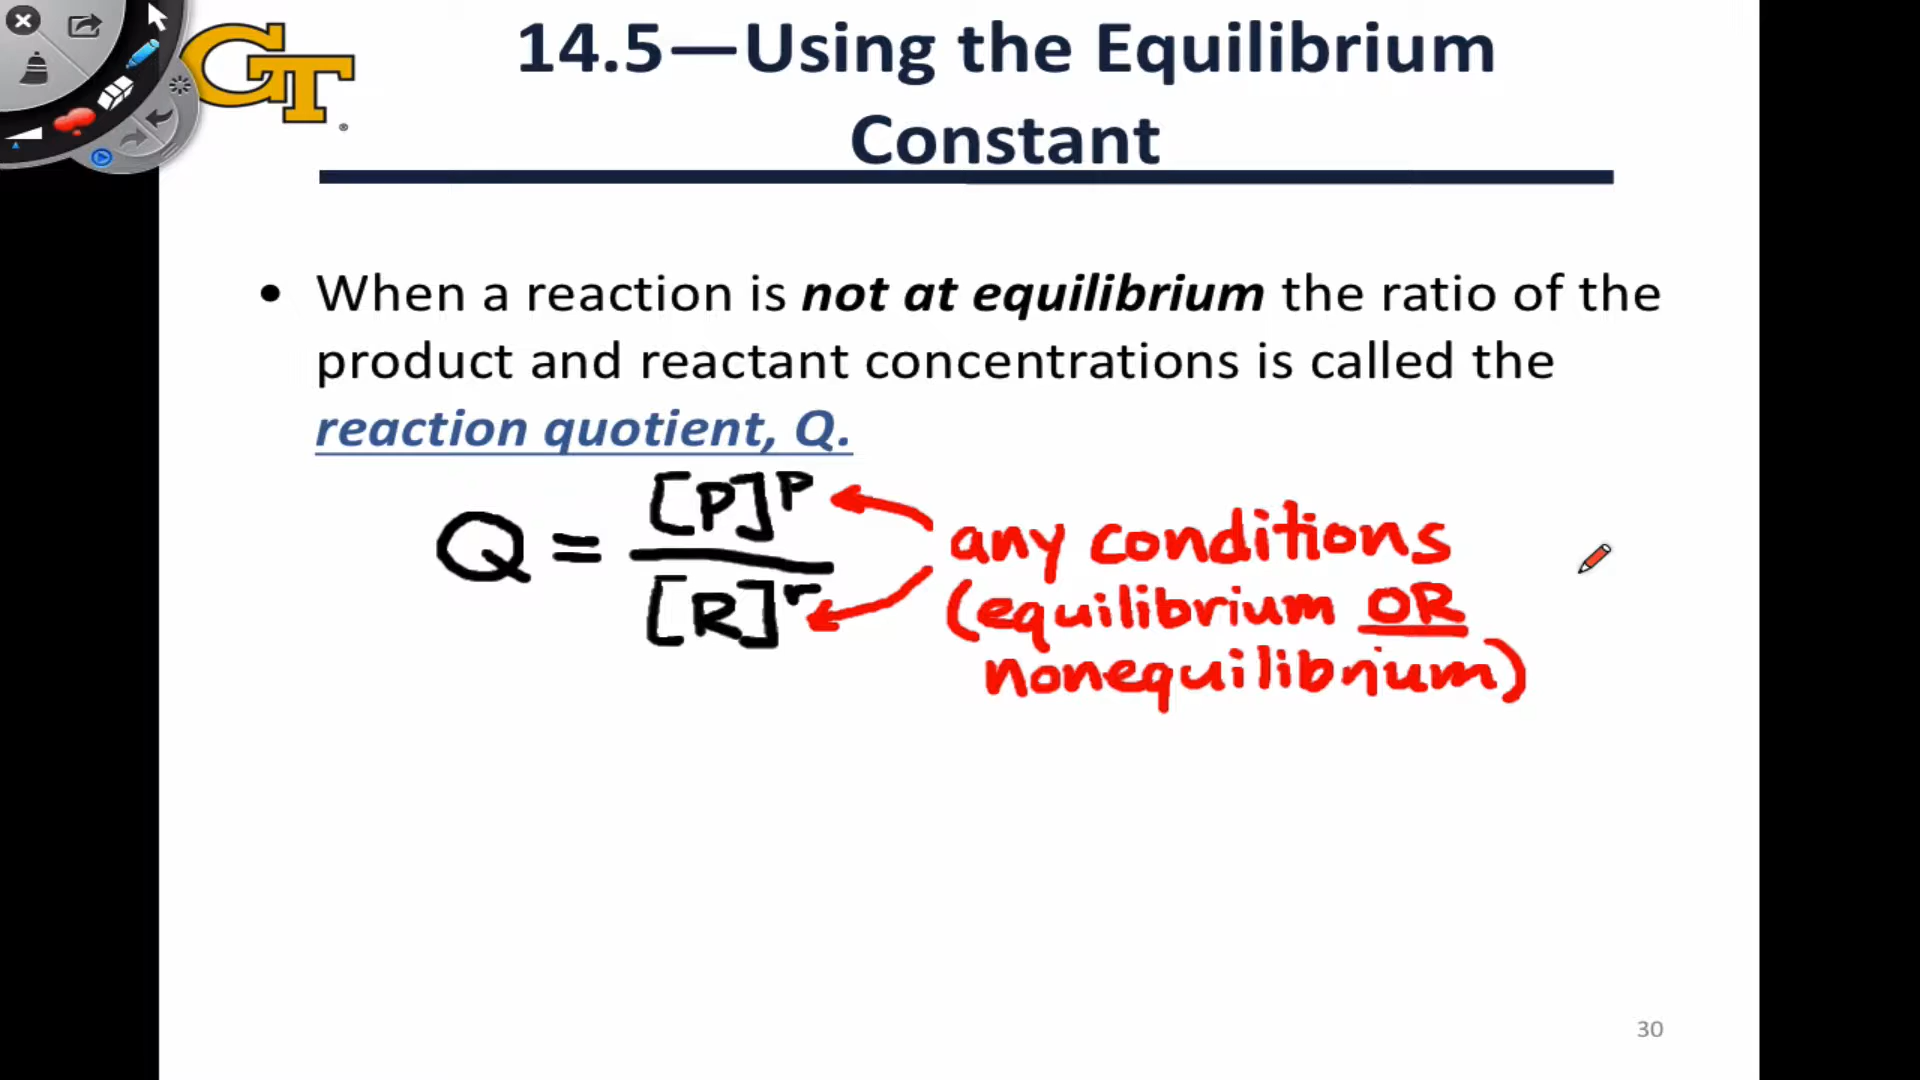 GT
®
14.5—Using the Equilibrium
Constant
• When a reaction is not at equilibrium the ratio of the
product and reactant concentrations is called the
reaction quotient, Q.
Q = [P]^p / [R]^r
any conditions
(equilibrium OR
nonequilibrium)
30